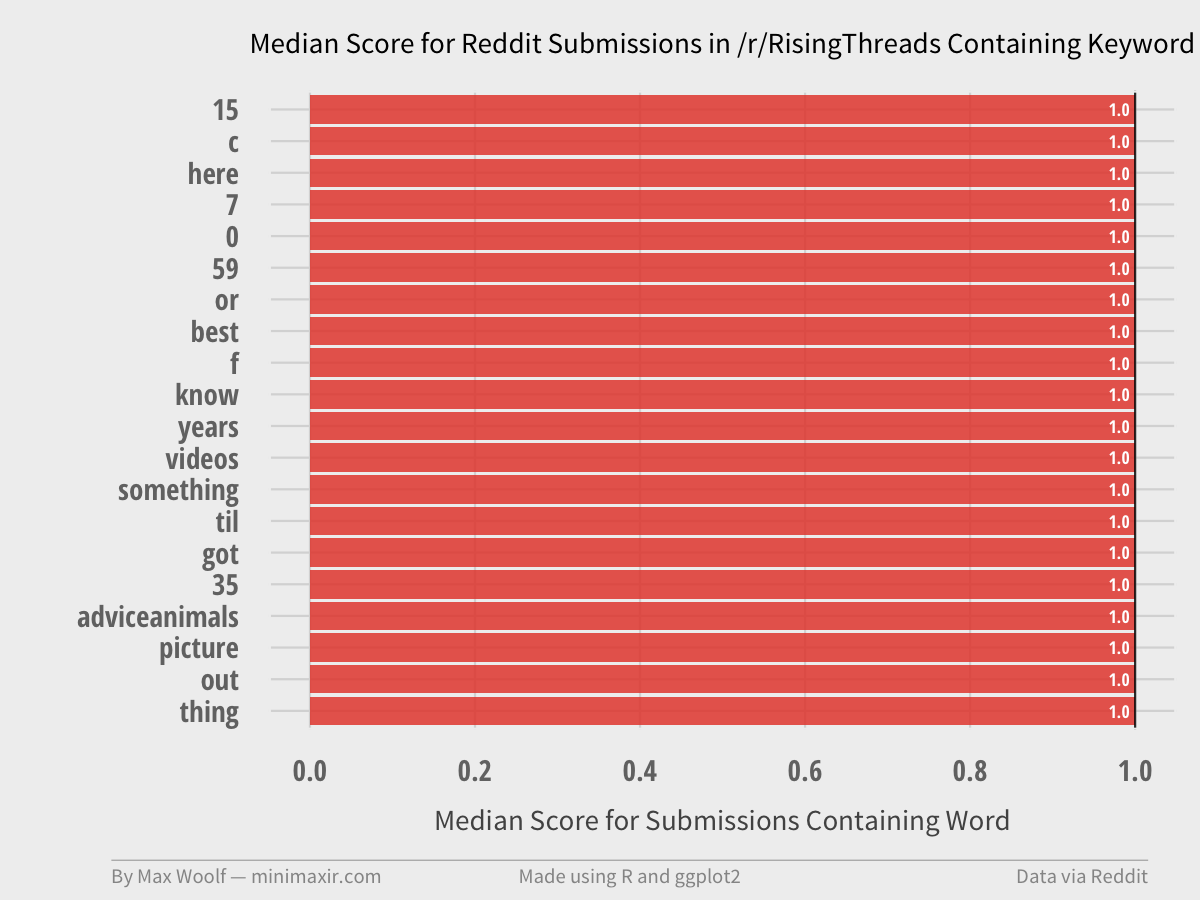 Median Score for Reddit Submissions in /r/RisingThreads Containing Keyword
15 1.0
c 1.0
here 1.0
7 1.0
0 1.0
59 1.0
or 1.0
best 1.0
f 1.0
know 1.0
years 1.0
videos 1.0
something 1.0
til 1.0
got 1.0
35 1.0
adviceanimals 1.0
picture 1.0
out 1.0
thing 1.0
0.0 0.2 0.4 0.6 0.8 1.0
Median Score for Submissions Containing Word
By Max Woolf — minimaxir.com Made using R and ggplot2 Data via Reddit